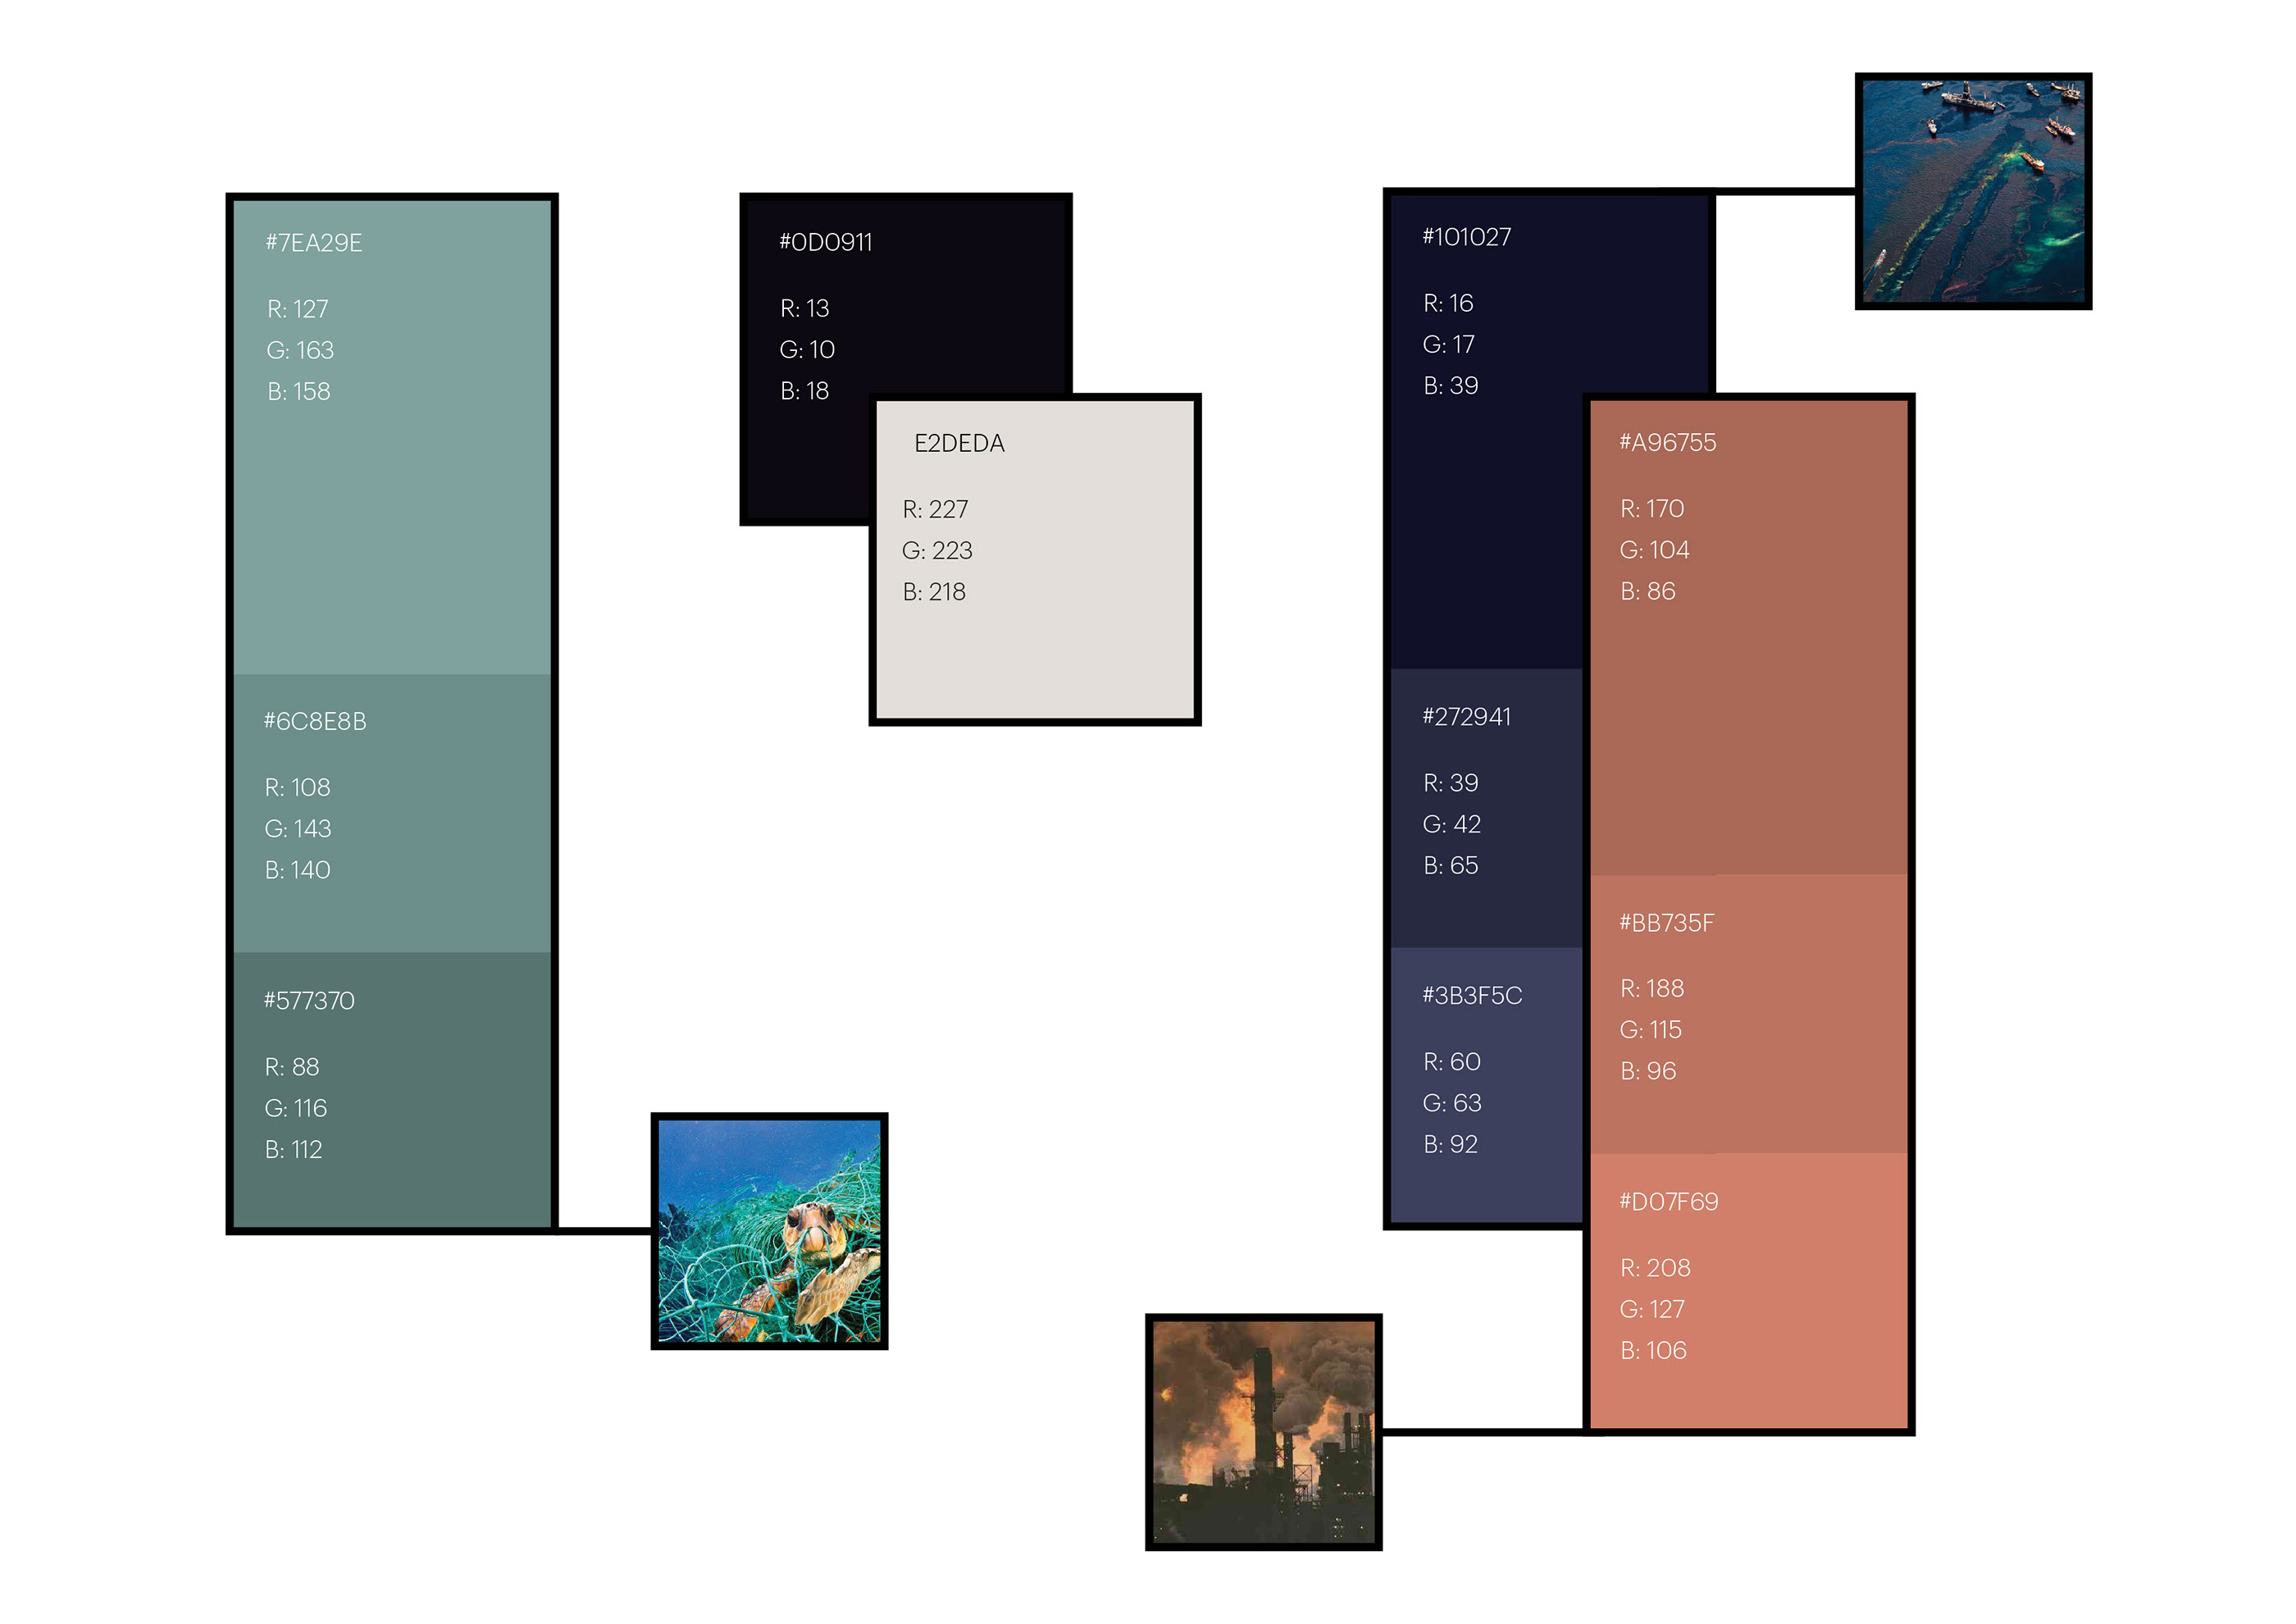 #7EA29E
R: 127
G: 163
B: 158
#6C8E8B
R: 108
G: 143
B: 140
#577370
R: 88
G: 116
B: 112
#0D0911
R: 13
G: 10
B: 18
E2DEDA
R: 227
G: 223
B: 218
#101027
R: 16
G: 17
B: 39
#272941
R: 39
G: 42
B: 65
#3B3F5C
R: 60
G: 63
B: 92
#A96755
R: 170
G: 104
B: 86
#BB735F
R: 188
G: 115
B: 96
#D07F69
R: 208
G: 127
B: 106